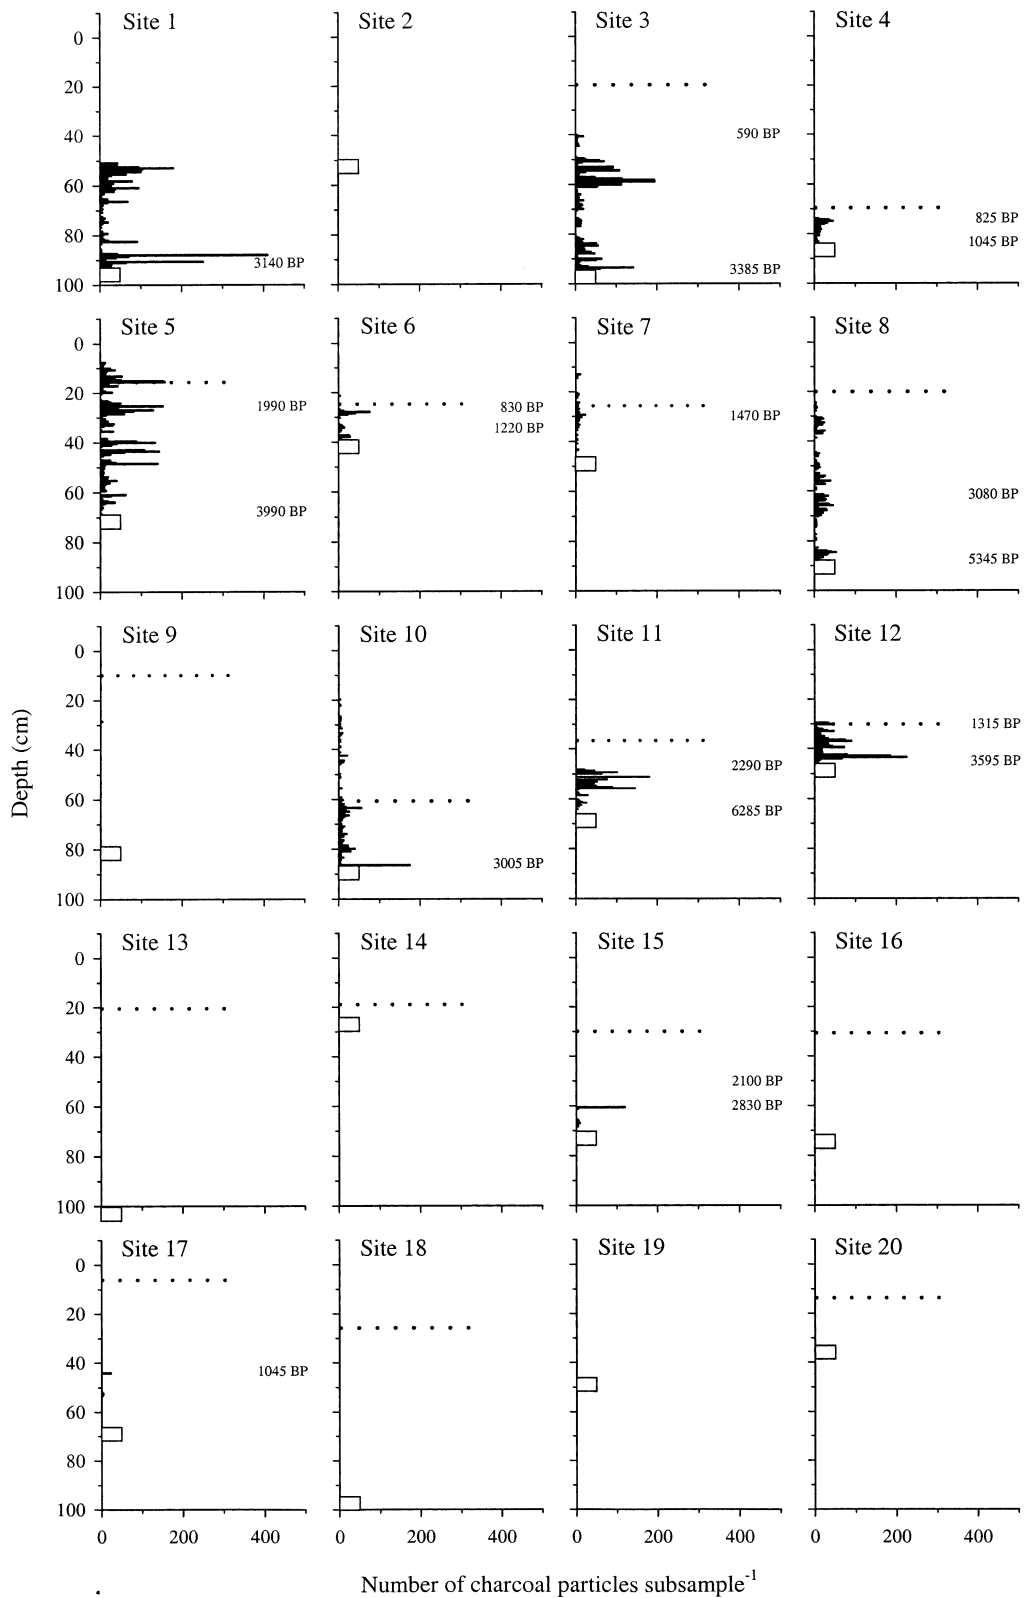 Site 1 Site 2 Site 3 Site 4
0
20
590 BP
40
60
825 BP
80 1045 BP
3140 BP 3385 BP
100
Site 5 Site 6 Site 7 Site 8
0
20
1990 BP 830 BP 1470 BP
1220 BP
40
60 3080 BP
3990 BP
80
5345 BP
100
Site 9 Site 10 Site 11 Site 12
0
20
1315 BP
40
2290 BP 3595 BP
60
6285 BP
80
3005 BP
100
Depth (cm)
Site 13 Site 14 Site 15 Site 16
0
20
40
2100 BP
60 2830 BP
80
100
Site 17 Site 18 Site 19 Site 20
0
20
40 1045 BP
60
80
100
0 200 400 0 200 400 0 200 400 0 200 400
Number of charcoal particles subsample⁻¹